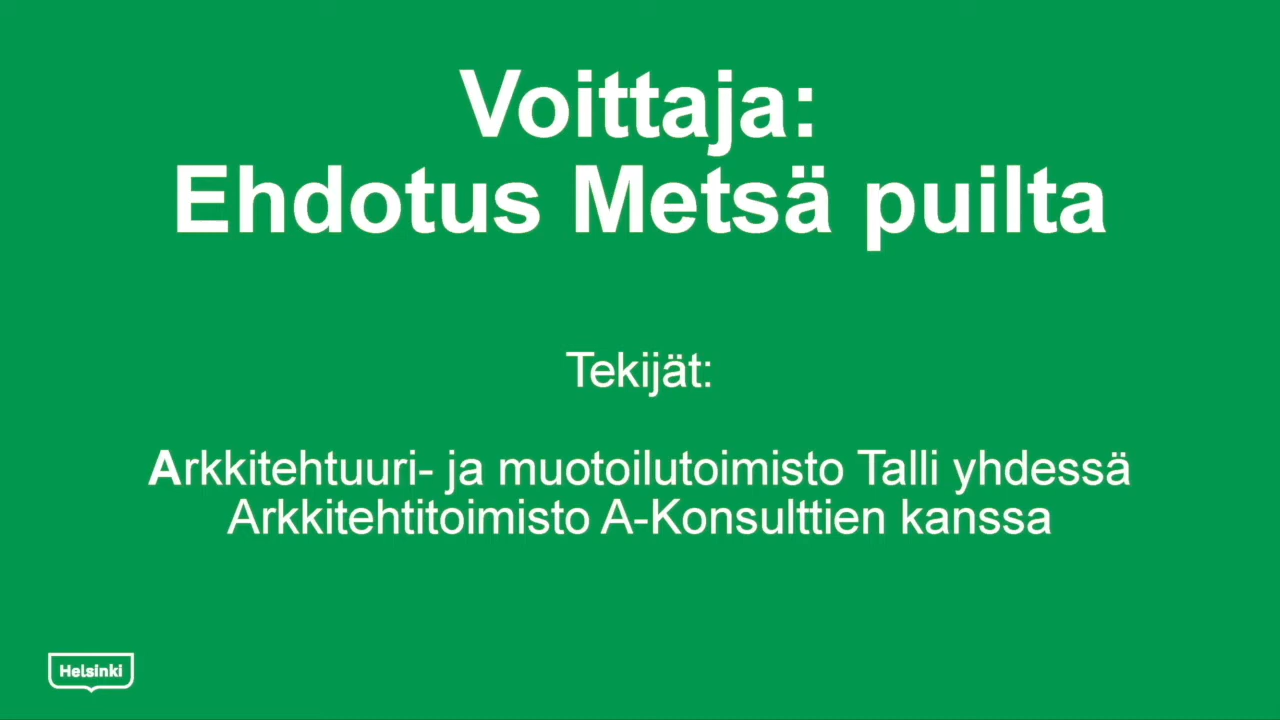 Voittaja:
Ehdotus Metsä puilta
Tekijät:
Arkkitehtuuri- ja muotoilutoimisto Talli yhdessä
Arkkitehtitoimisto A-Konsulttien kanssa
Helsinki